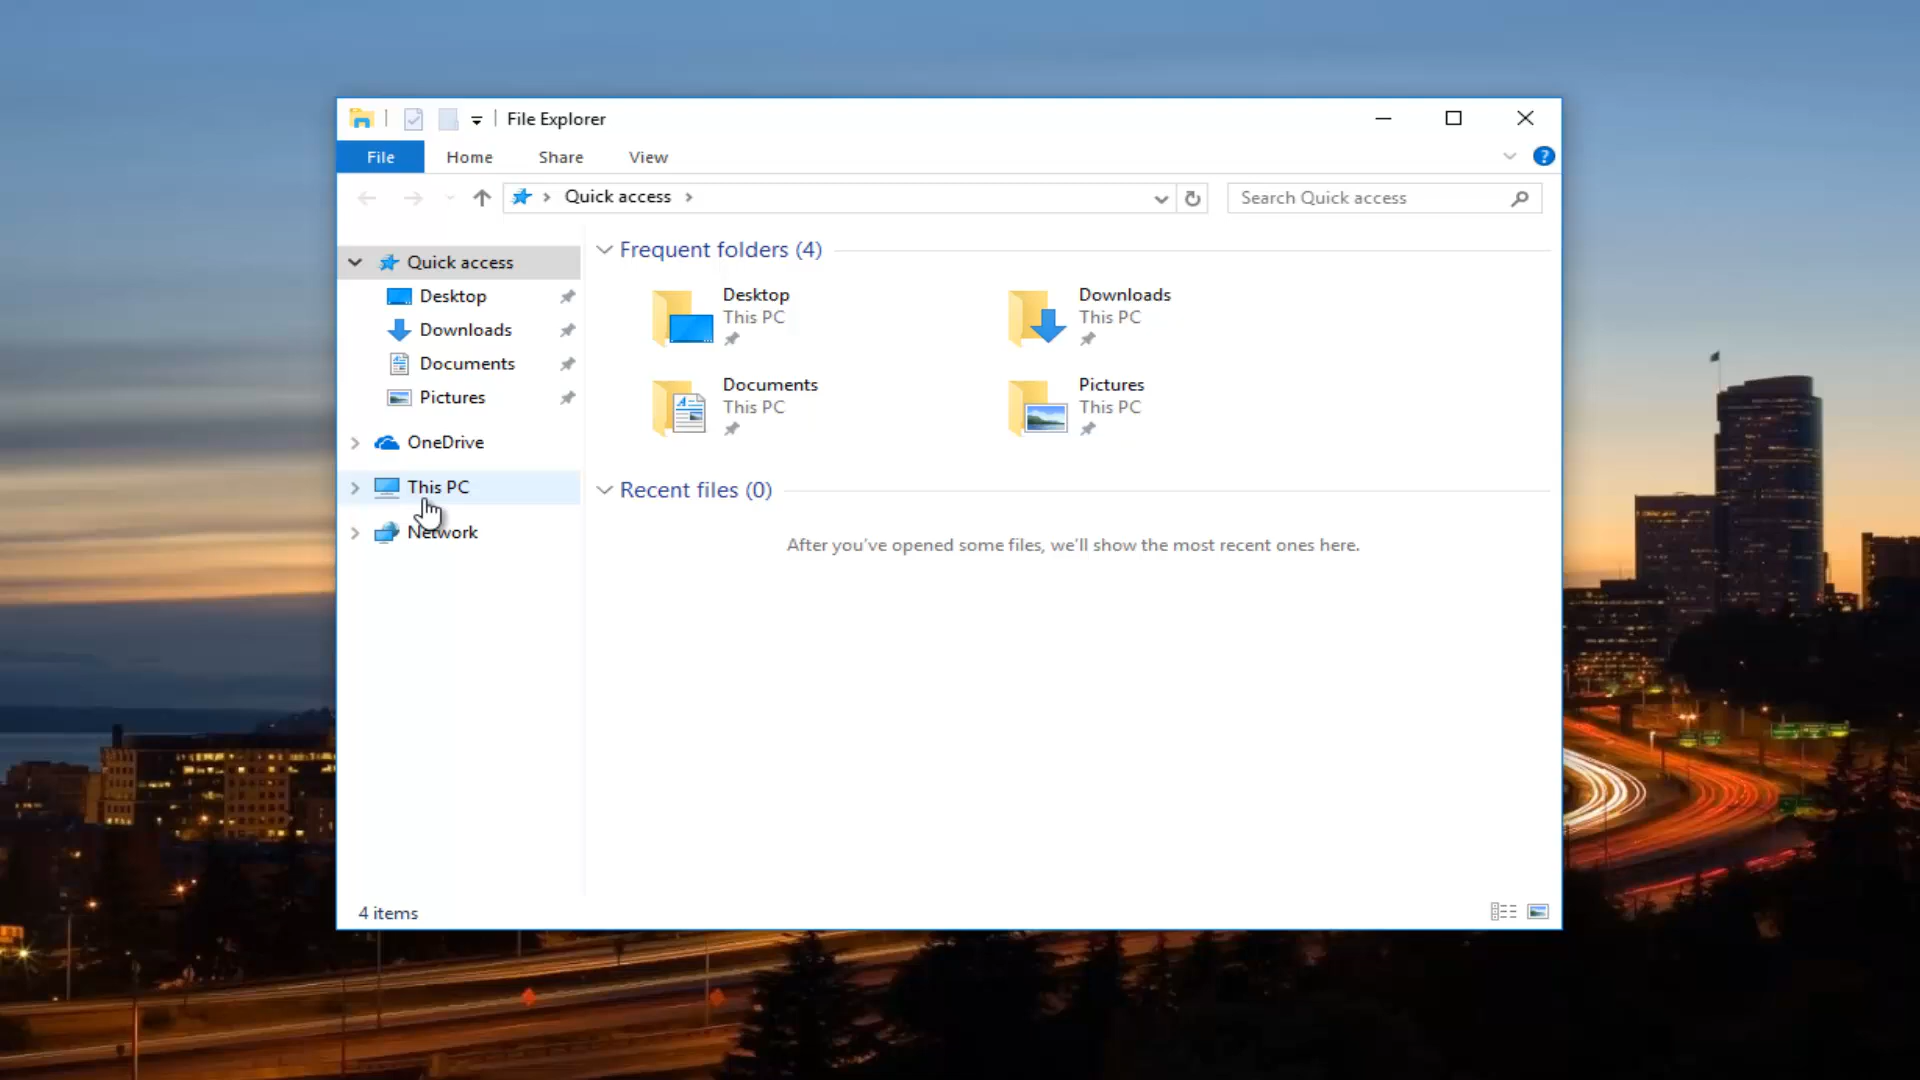 File Explorer
File Home Share View
Quick access
Search Quick access
Quick access
Desktop
Downloads
Documents
Pictures
OneDrive
This PC
Network
Frequent folders (4)
Desktop
This PC
Downloads
This PC
Documents
This PC
Pictures
This PC
Recent files (0)
After you've opened some files, we'll show the most recent ones here.
4 items